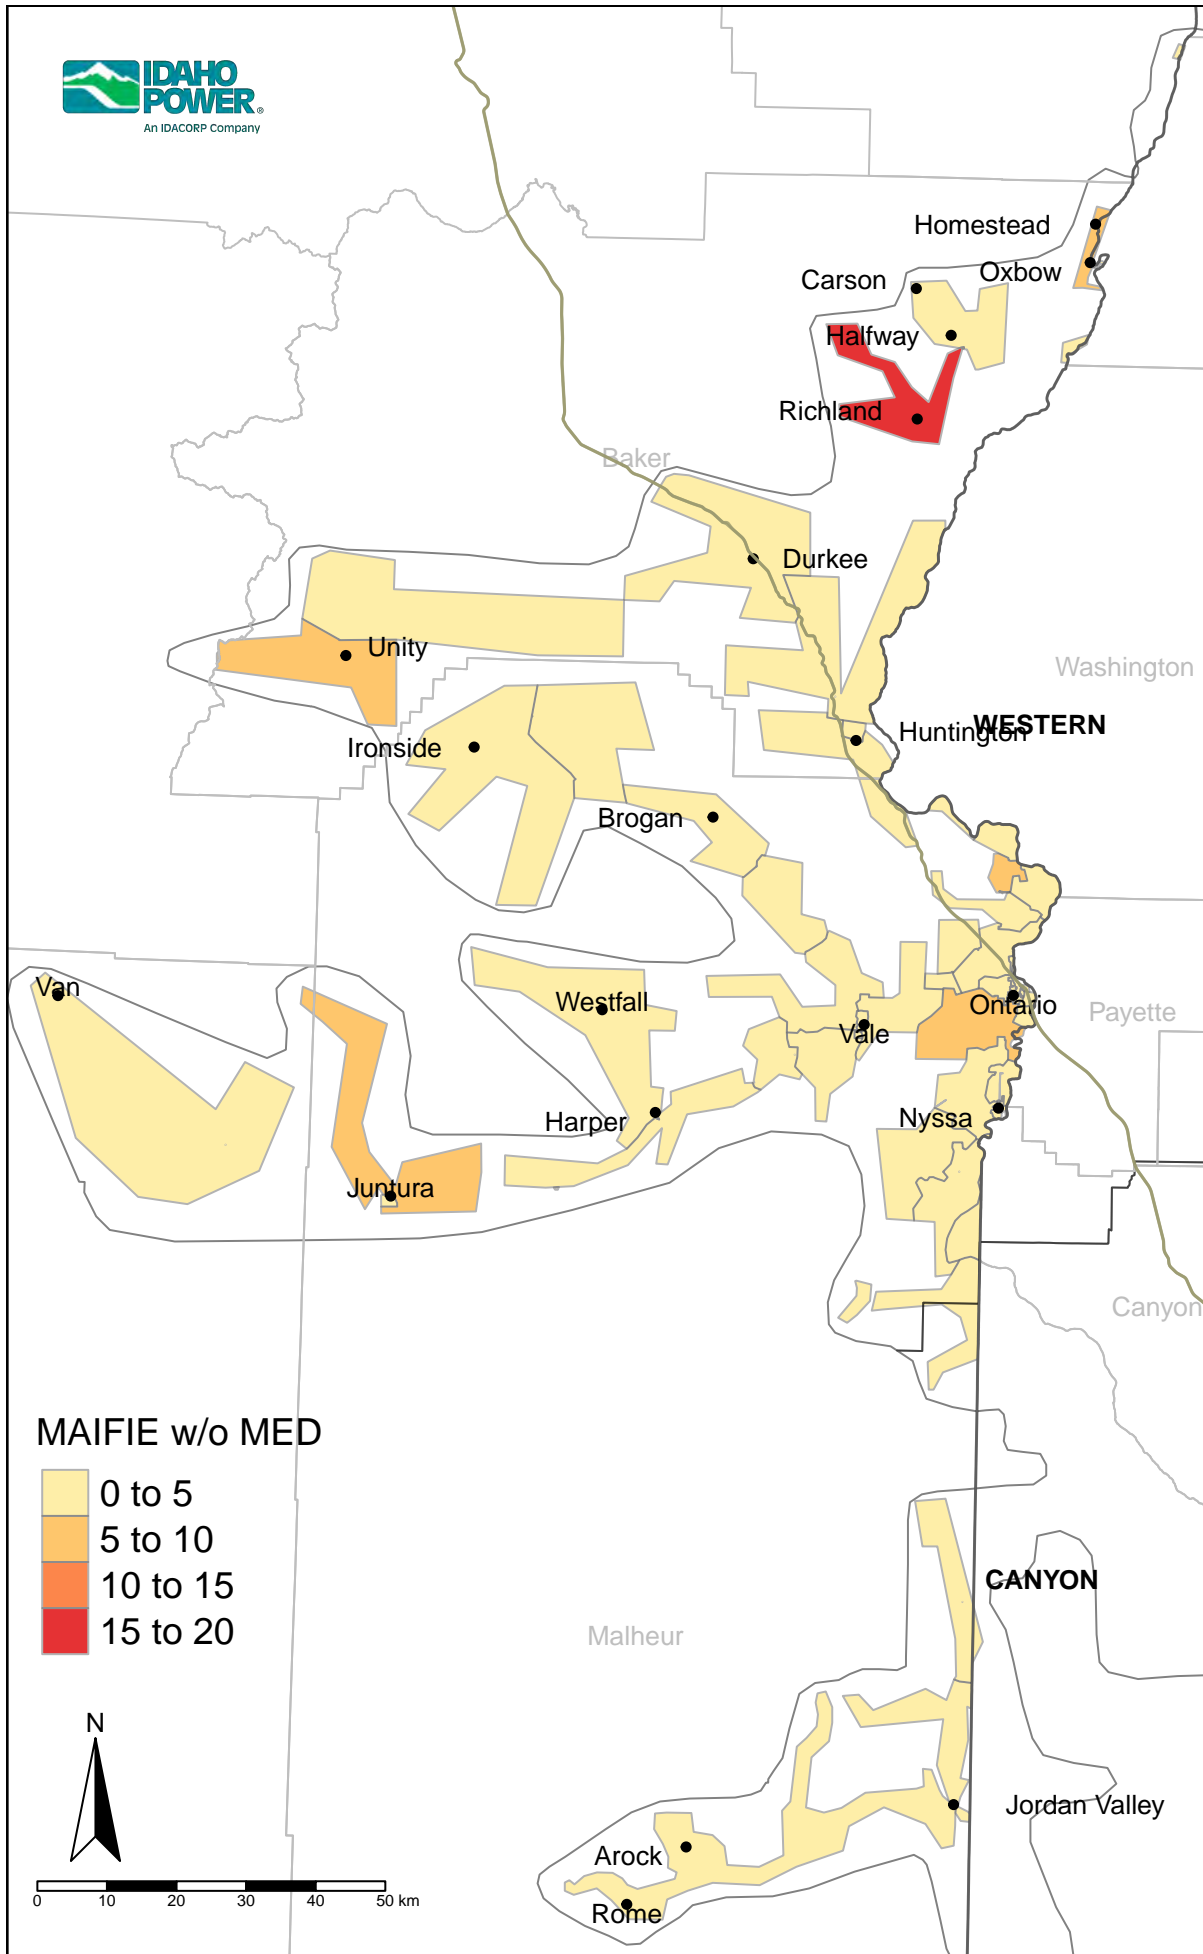 IDAHO
POWER®
An IDACORP Company
Homestead
Oxbow
Carson
Halfway
Richland
Baker
Durkee
Unity
Washington
Huntington
WESTERN
Ironside
Brogan
Van
Westfall
Ontario
Payette
Vale
Harper
Nyssa
Juntura
Canyon
MAIFIE w/o MED
0 to 5
5 to 10
10 to 15
15 to 20
CANYON
Malheur
N
Jordan Valley
Arock
Rome
0 10 20 30 40 50 km